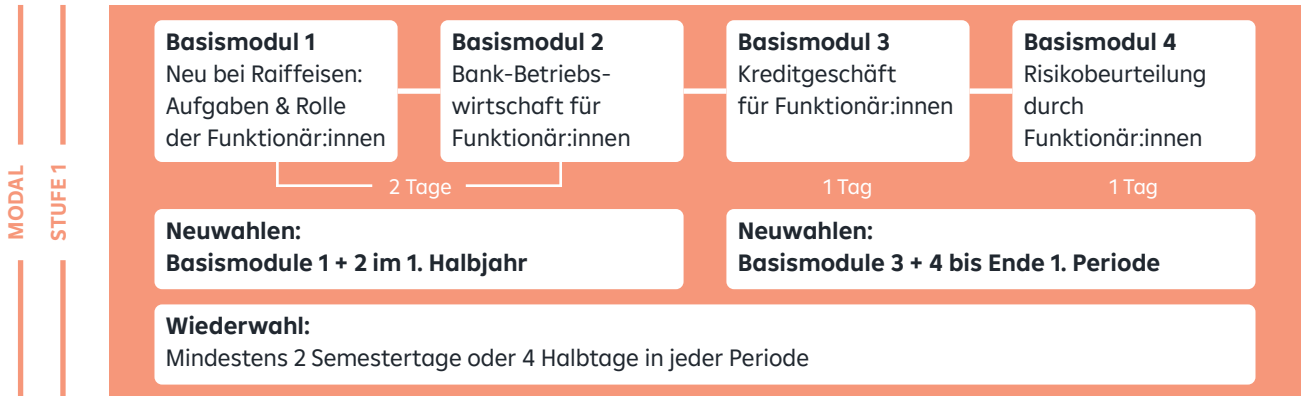 MODAL
STUFE 1
Basismodul 1
Neu bei Raiffeisen:
Aufgaben & Rolle
der Funktionär:innen
Basismodul 2
Bank-Betriebs-
wirtschaft für
Funktionär:innen
Basismodul 3
Kreditgeschäft
für Funktionär:innen
Basismodul 4
Risikobeurteilung
durch
Funktionär:innen
2 Tage
1 Tag
1 Tag
Neuwahlen:
Basismodule 1 + 2 im 1. Halbjahr
Neuwahlen:
Basismodule 3 + 4 bis Ende 1. Periode
Wiederwahl:
Mindestens 2 Semestertage oder 4 Halbtage in jeder Periode